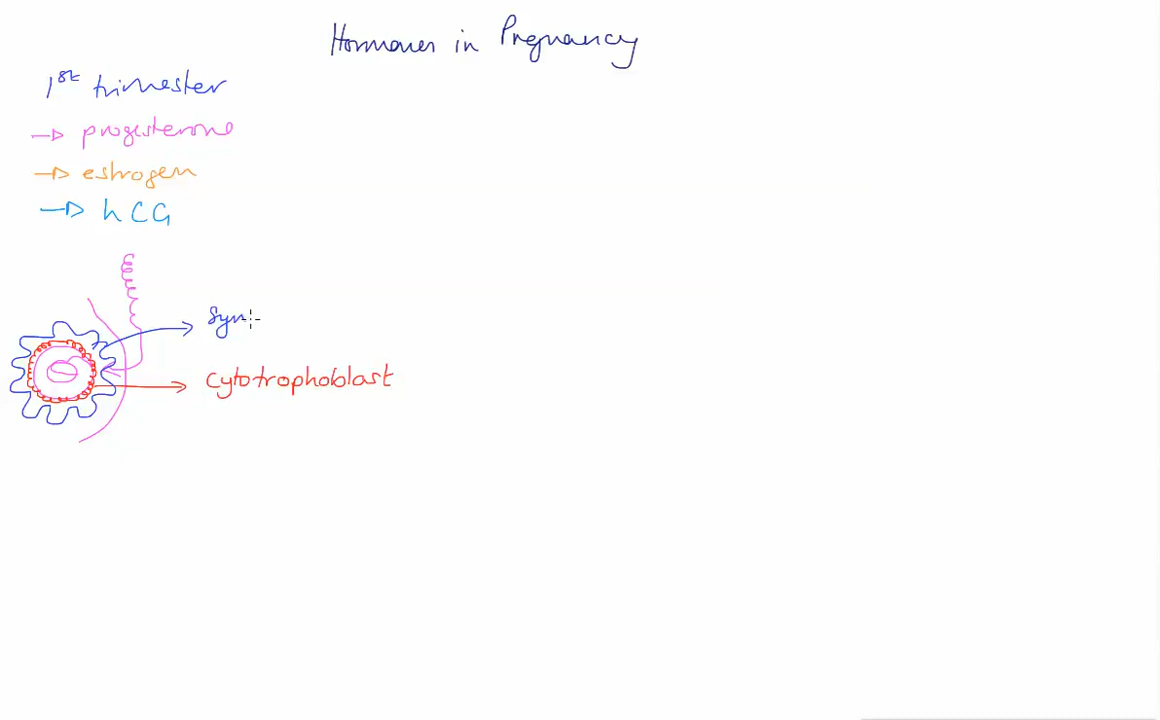 Hormones in Pregnancy
1st trimester
→ progesterone
→ estrogen
→ hCG
Syn
cytotrophoblast